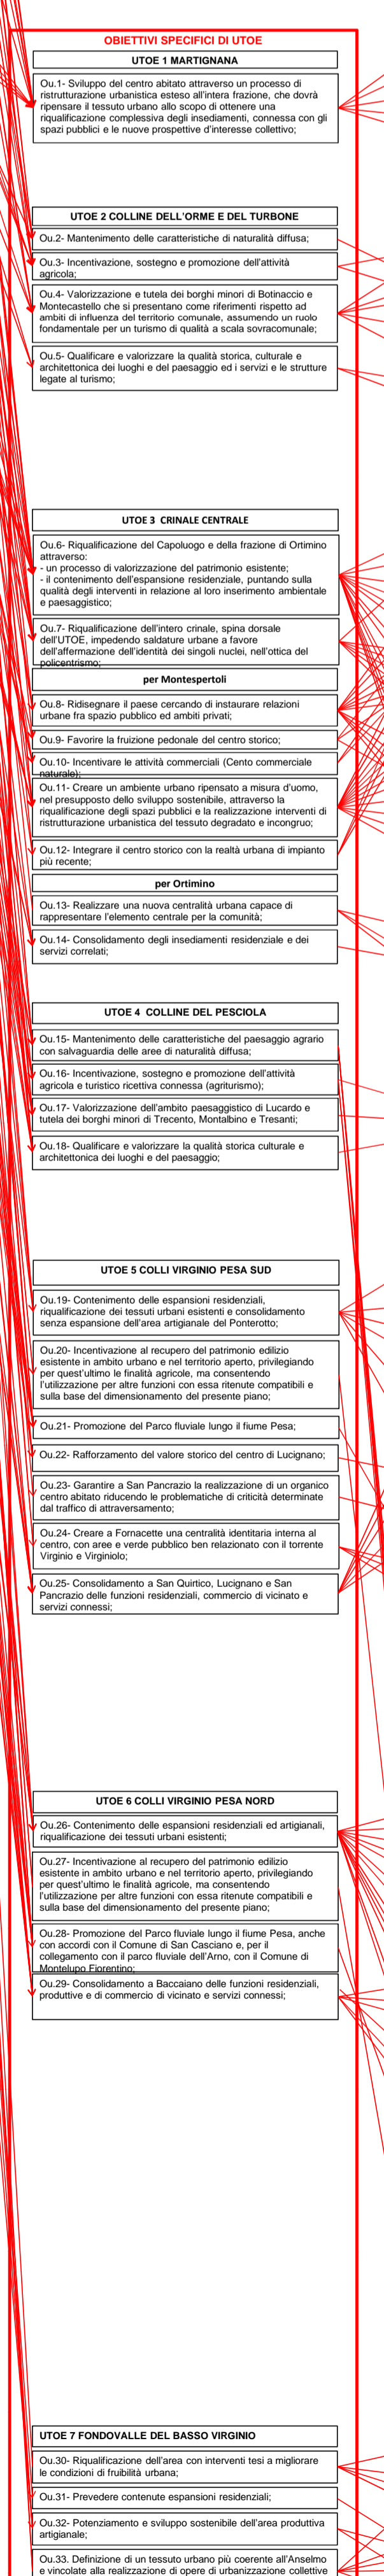 OBIETTIVI SPECIFICI DI UTOE
UTOE 1 MARTIGNANA
Ou.1- Sviluppo del centro abitato attraverso un processo di
ristrutturazione urbanistica esteso all'intera frazione, che dovrà
ripensare il tessuto urbano allo scopo di ottenere una
riqualificazione complessiva degli insediamenti, connessa con gli
spazi pubblici e le nuove prospettive d'interesse collettivo;
UTOE 2 COLLINE DELL'ORME E DEL TURBONE
Ou.2- Mantenimento delle caratteristiche di naturalità diffusa;
Ou.3- Incentivazione, sostegno e promozione dell'attività
agricola;
Ou.4- Valorizzazione e tutela dei borghi minori di Botinaccio e
Montecastello che si presentano come riferimenti rispetto ad
ambiti di influenza del territorio comunale, assumendo un ruolo
fondamentale per un turismo di qualità a scala sovracomunale;
Ou.5- Qualificare e valorizzare la qualità storica, culturale e
architettonica dei luoghi e del paesaggio ed i servizi e le strutture
legate al turismo;
UTOE 3 CRINALE CENTRALE
Ou.6- Riqualificazione del Capoluogo e della frazione di Ortimino
attraverso:
- un processo di valorizzazione del patrimonio esistente;
- il contenimento dell'espansione residenziale, puntando sulla
qualità degli interventi in relazione al loro inserimento ambientale
e paesaggistico;
Ou.7- Riqualificazione dell'intero crinale, spina dorsale
dell'UTOE, impedendo saldature urbane a favore
dell'affermazione dell'identità dei singoli nuclei, nell'ottica del
policentrismo;
per Montespertoli
Ou.8- Ridisegnare il paese cercando di instaurare relazioni
urbane fra spazio pubblico ed ambiti privati;
Ou.9- Favorire la fruizione pedonale del centro storico;
Ou.10- Incentivare le attività commerciali (Cento commerciale
naturale);
Ou.11- Creare un ambiente urbano ripensato a misura d'uomo,
nel presupposto dello sviluppo sostenibile, attraverso la
riqualificazione degli spazi pubblici e la realizzazione interventi di
ristrutturazione urbanistica del tessuto degradato e incongruo;
Ou.12- Integrare il centro storico con la realtà urbana di impianto
più recente;
per Ortimino
Ou.13- Realizzare una nuova centralità urbana capace di
rappresentare l'elemento centrale per la comunità;
Ou.14- Consolidamento degli insediamenti residenziale e dei
servizi correlati;
UTOE 4 COLLINE DEL PESCIOLA
Ou.15- Mantenimento delle caratteristiche del paesaggio agrario
con salvaguardia delle aree di naturalità diffusa;
Ou.16- Incentivazione, sostegno e promozione dell'attività
agricola e turistico ricettiva connessa (agriturismo);
Ou.17- Valorizzazione dell'ambito paesaggistico di Lucardo e
tutela dei borghi minori di Trecento, Montalbino e Tresanti;
Ou.18- Qualificare e valorizzare la qualità storica culturale e
architettonica dei luoghi e del paesaggio;
UTOE 5 COLLI VIRGINIO PESA SUD
Ou.19- Contenimento delle espansioni residenziali,
riqualificazione dei tessuti urbani esistenti e consolidamento
senza espansione dell'area artigianale del Ponterotto;
Ou.20- Incentivazione al recupero del patrimonio edilizio
esistente in ambito urbano e nel territorio aperto, privilegiando
per quest'ultimo le finalità agricole, ma consentendo
l'utilizzazione per altre funzioni con essa ritenute compatibili e
sulla base del dimensionamento del presente piano;
Ou.21- Promozione del Parco fluviale lungo il fiume Pesa;
Ou.22- Rafforzamento del valore storico del centro di Lucignano;
Ou.23- Garantire a San Pancrazio la realizzazione di un organico
centro abitato riducendo le problematiche di criticità determinate
dal traffico di attraversamento;
Ou.24- Creare a Fornacette una centralità identitaria interna al
centro, con aree e verde pubblico ben relazionato con il torrente
Virginio e Virginiolo;
Ou.25- Consolidamento a San Quirtico, Lucignano e San
Pancrazio delle funzioni residenziali, commercio di vicinato e
servizi connessi;
UTOE 6 COLLI VIRGINIO PESA NORD
Ou.26- Contenimento delle espansioni residenziali ed artigianali,
riqualificazione dei tessuti urbani esistenti;
Ou.27- Incentivazione al recupero del patrimonio edilizio
esistente in ambito urbano e nel territorio aperto, privilegiando
per quest'ultimo le finalità agricole, ma consentendo
l'utilizzazione per altre funzioni con essa ritenute compatibili e
sulla base del dimensionamento del presente piano;
Ou.28- Promozione del Parco fluviale lungo il fiume Pesa, anche
con accordi con il Comune di San Casciano e, per il
collegamento con il parco fluviale dell'Arno, con il Comune di
Montelupo Fiorentino;
Ou.29- Consolidamento a Baccaiano delle funzioni residenziali,
produttive e di commercio di vicinato e servizi connessi;
UTOE 7 FONDOVALLE DEL BASSO VIRGINIO
Ou.30- Riqualificazione dell'area con interventi tesi a migliorare
le condizioni di fruibilità urbana;
Ou.31- Prevedere contenute espansioni residenziali;
Ou.32- Potenziamento e sviluppo sostenibile dell'area produttiva
artigianale;
Ou.33. Definizione di un tessuto urbano più coerente all'Anselmo
e vincolate alla realizzazione di opere di urbanizzazione collettive